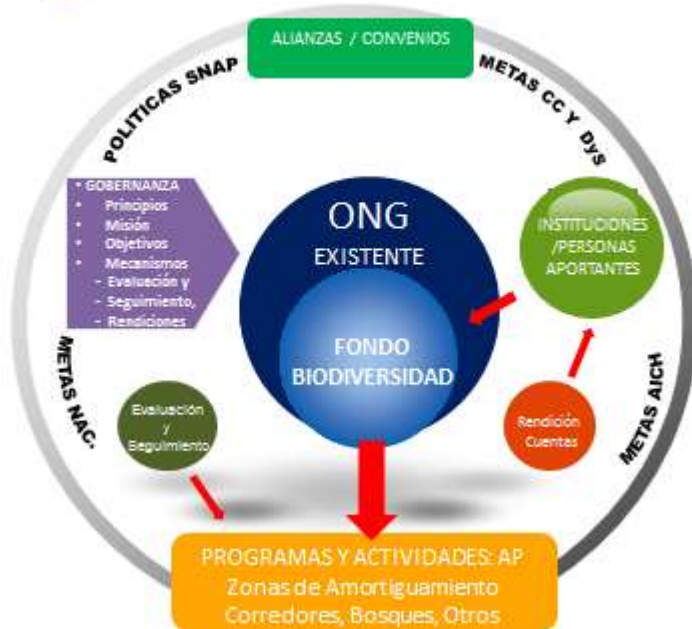 ALIANZAS / CONVENIOS
POLITICAS SNAP
METAS CC Y DyS
• GOBERNANZA
• Principios
• Misión
• Objetivos
• Mecanismos
- Evaluación y
- Seguimiento,
- Rendiciones
ONG
EXISTENTE
INSTITUCIONES
/PERSONAS
APORTANTES
FONDO
BIODIVERSIDAD
METAS NAC.
Evaluación
y
Seguimiento
Rendición
Cuentas
METAS AICH
PROGRAMAS Y ACTIVIDADES: AP
Zonas de Amortiguamiento
Corredores, Bosques, Otros